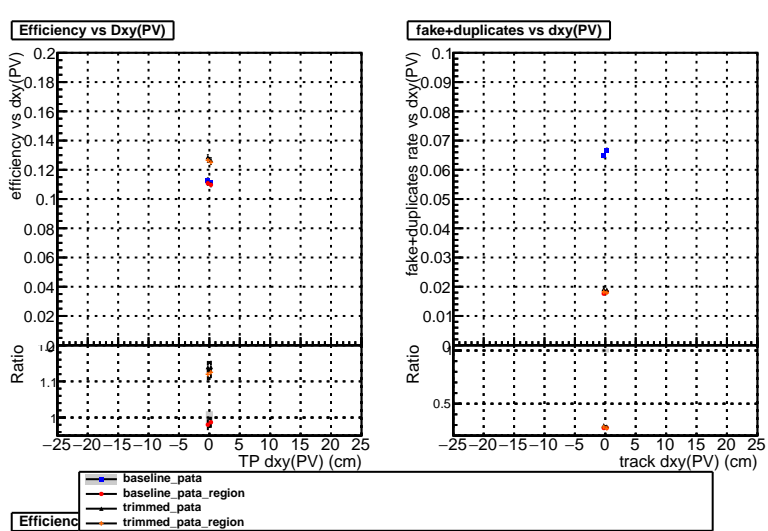 Efficiency vs Dxy(PV)
fake+duplicates vs dxy(PV)
efficiency vs dxy(PV)
0.2
0.18
0.16
0.14
0.12
0.1
0.08
0.06
0.04
0.02
0
fake+duplicates rate vs dxy(PV)
0.1
0.09
0.08
0.07
0.06
0.05
0.04
0.03
0.02
0.01
0
Ratio
1.1
1
−25 −20 −15 −10 −5 0 5 10 15 20 25
TP dxy(PV) (cm)
Ratio
1
0.5
−25 −20 −15 −10 −5 0 5 10 15 20 25
track dxy(PV) (cm)
baseline_pata
baseline_pata_region
trimmed_pata
trimmed_pata_region
Efficienc